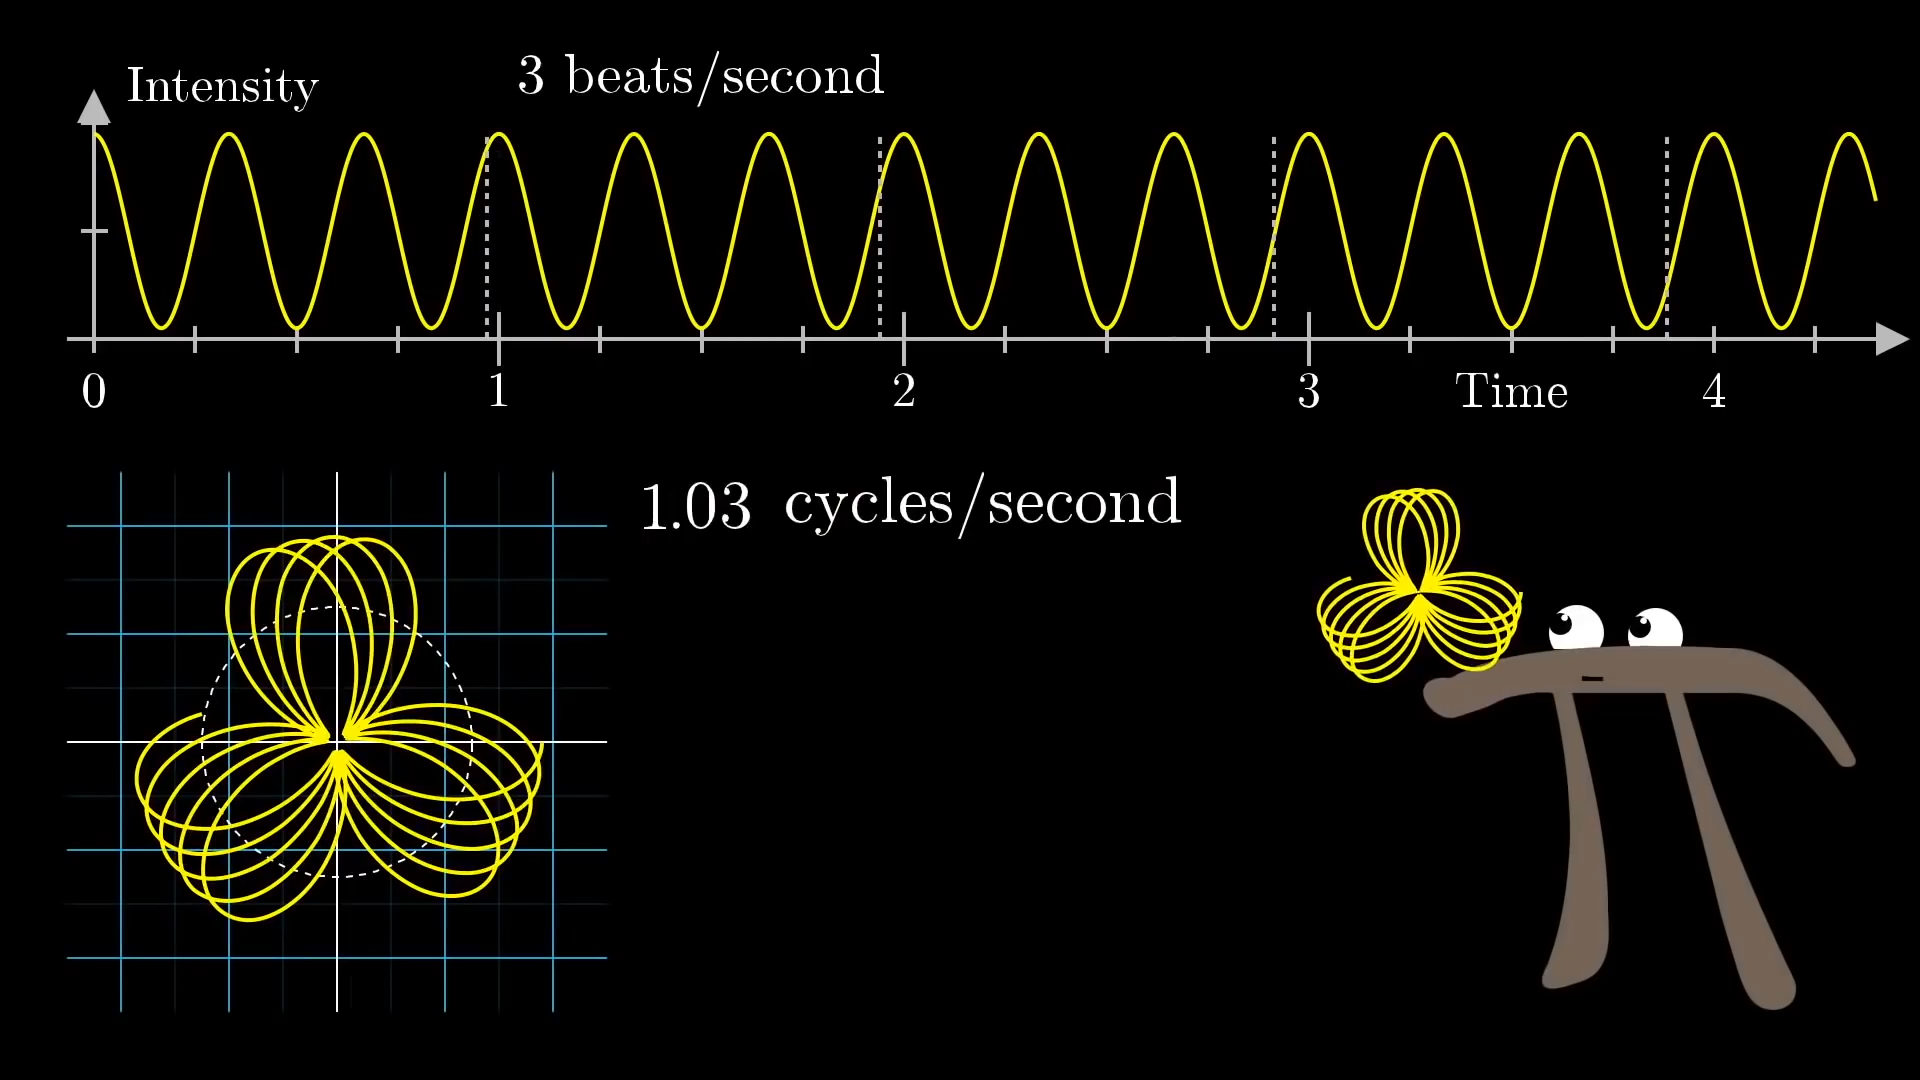 Intensity
3 beats/second
0 1 2 3 Time 4
1.03 cycles/second